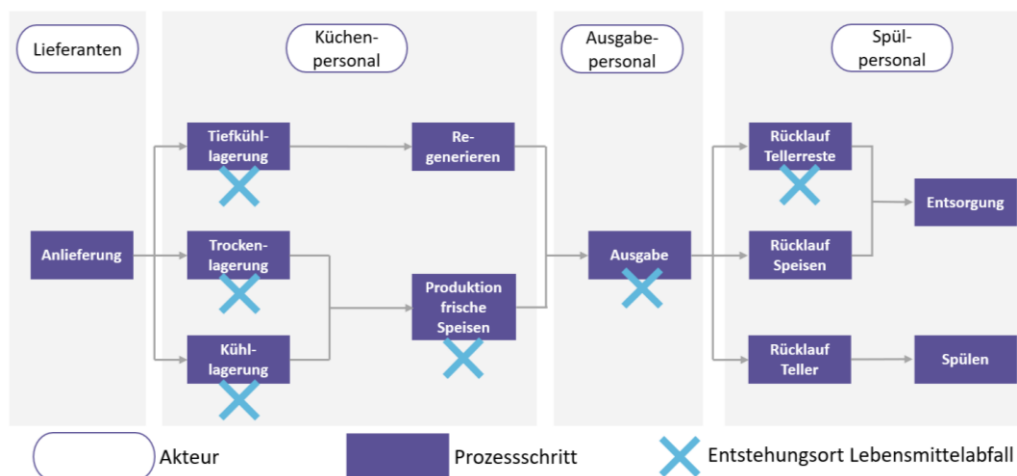 Lieferanten
Küchen-
personal
Ausgabe-
personal
Spül-
personal
Tiefkühl-
lagerung
Re-
generieren
Rücklauf
Tellerreste
Entsorgung
Anlieferung
Trocken-
lagerung
Produktion
frische
Speisen
Ausgabe
Rücklauf
Speisen
Kühl-
lagerung
Rücklauf
Teller
Spülen
Akteur
Prozessschritt
Entstehungsort Lebensmittelabfall